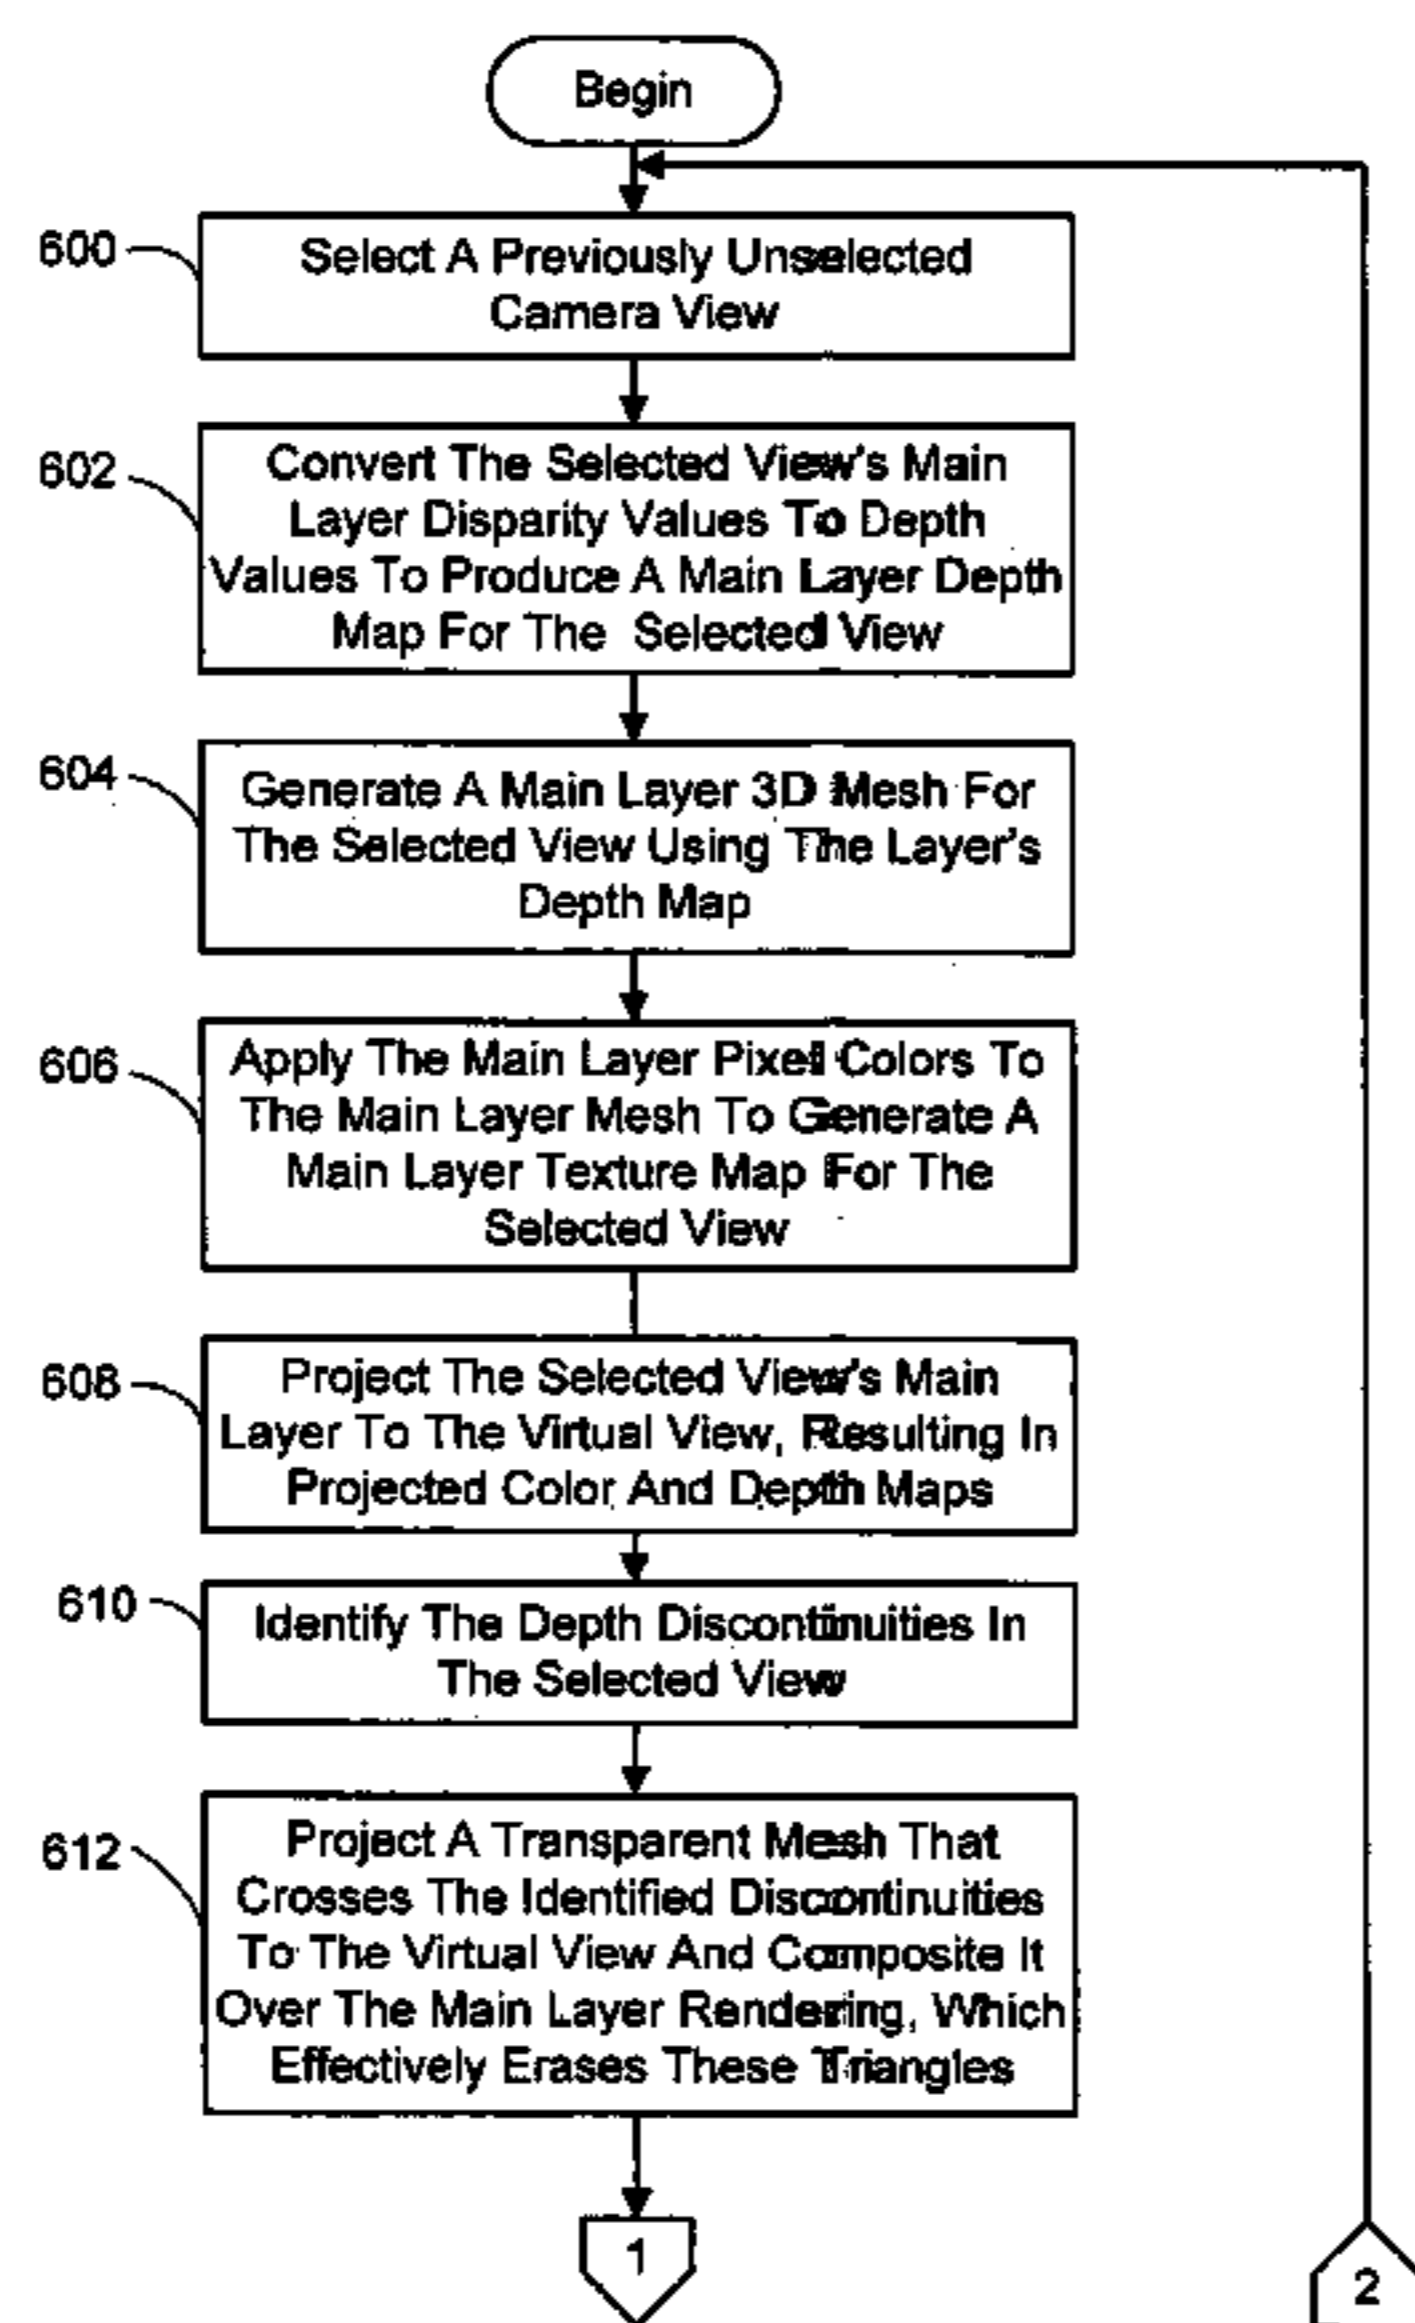 Begin
600
Select A Previously Unselected
Camera View
602
Convert The Selected View's Main
Layer Disparity Values To Depth
Values To Produce A Main Layer Depth
Map For The Selected View
604
Generate A Main Layer 3D Mesh For
The Selected View Using The Layer's
Depth Map
606
Apply The Main Layer Pixel Colors To
The Main Layer Mesh To Generate A
Main Layer Texture Map For The
Selected View
608
Project The Selected View's Main
Layer To The Virtual View, Resulting In
Projected Color And Depth Maps
610
Identify The Depth Discontinuities In
The Selected View
612
Project A Transparent Mesh That
Crosses The Identified Discontinuities
To The Virtual View And Composite It
Over The Main Layer Rendering, Which
Effectively Erases These Triangles
1
2